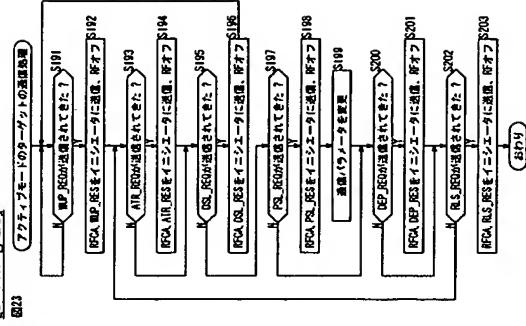 図23
アクティブモードのターゲットの通信処理
WUP_REQが送信されてきた？ S191
N
Y
RFCA、WUP_RESをイニシエータに送信、RFオフ S192
ATR_REQが送信されてきた？ S193
N
Y
RFCA、ATR_RESをイニシエータに送信、RFオフ S194
DSL_REQが送信されてきた？ S195
N
Y
RFCA、DSL_RESをイニシエータに送信、RFオフ S196
PSL_REQが送信されてきた？ S197
N
Y
RFCA、PSL_RESをイニシエータに送信、RFオフ S198
通信パラメータを変更 S199
DEP_REQが送信されてきた？ S200
N
Y
RFCA、DEP_RESをイニシエータに送信、RFオフ S201
RLS_REQが送信されてきた？ S202
N
Y
RFCA、RLS_RESをイニシエータに送信、RFオフ S203
おわり